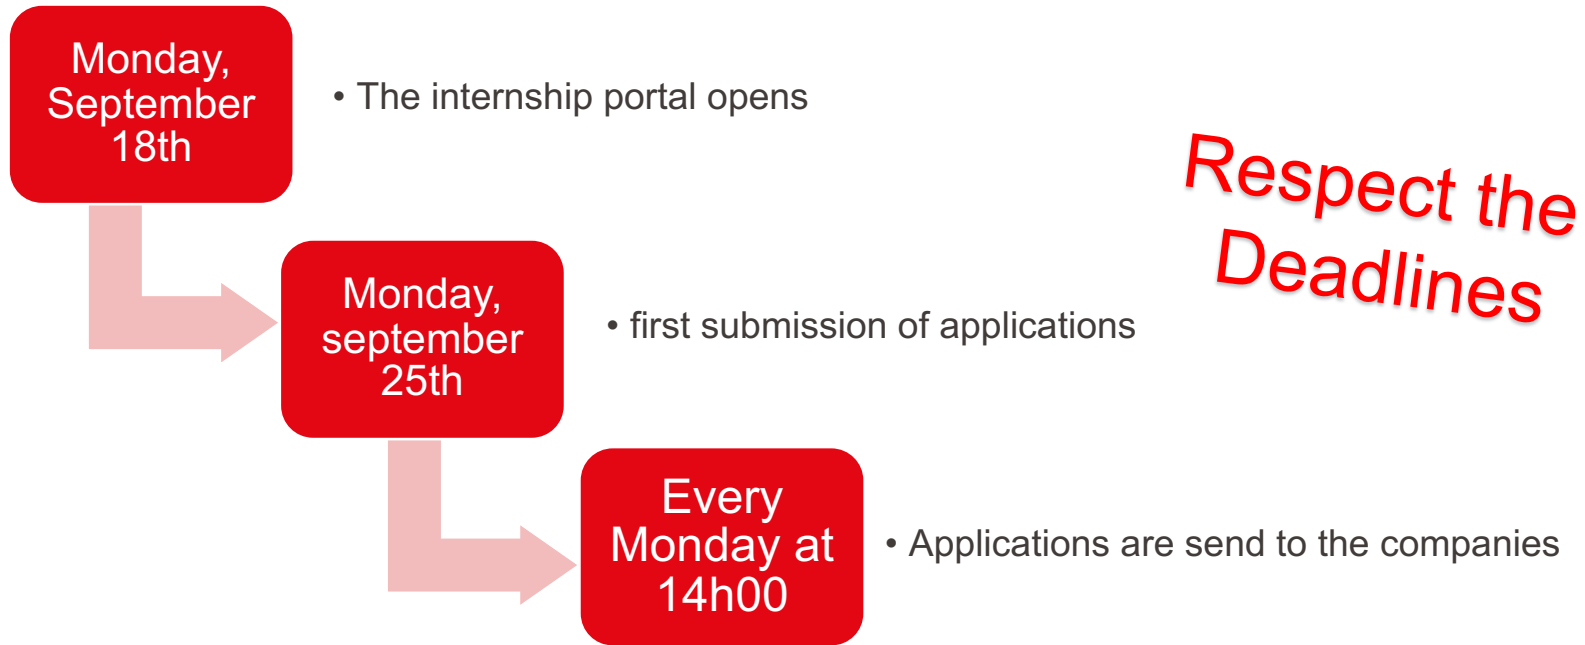 Monday,
September
18th
• The internship portal opens
Respect the
Deadlines
Monday,
september
25th
• first submission of applications
Every
Monday at
14h00
• Applications are send to the companies